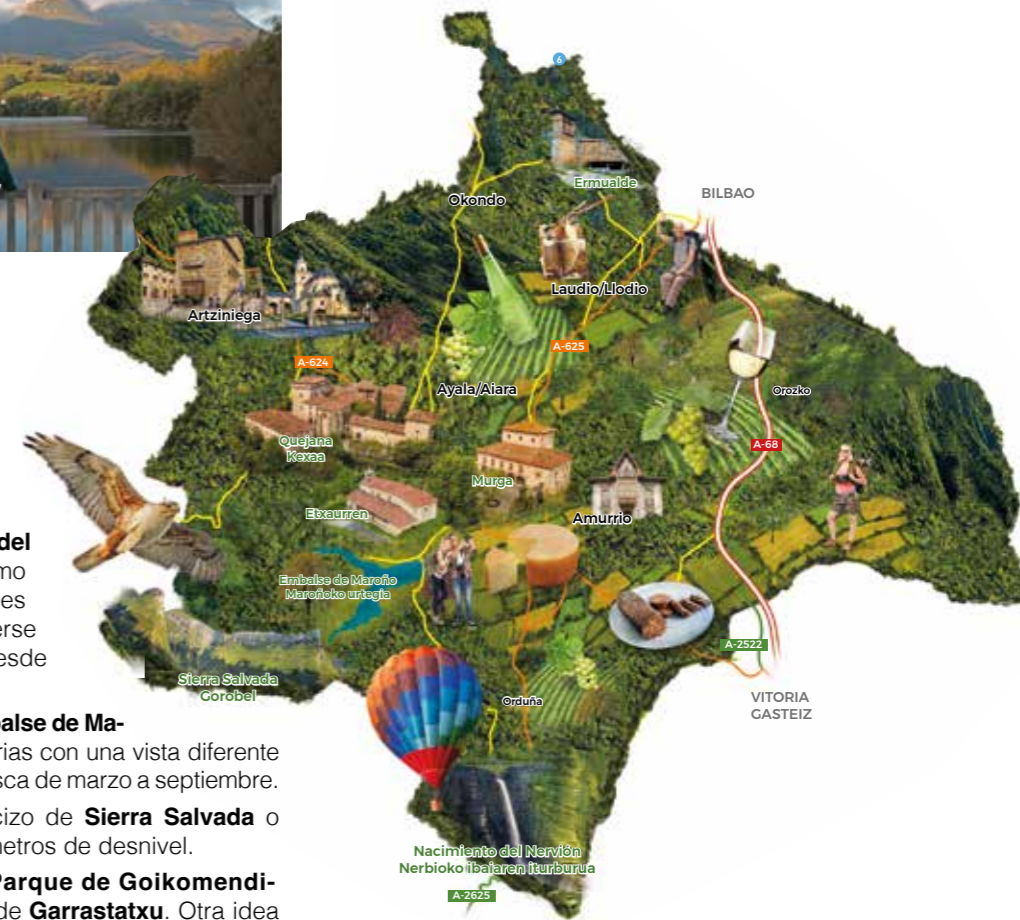 6
Ermualde
Okondo
BILBAO
Laudio/Llodio
Artziniega
A-625
A-624
Ayala/Aiara
Orozko
Quejana
Kexaa
A-68
Murga
Etxaurren
Amurrio
Embalse de Maroño
Maroñoko urtegia
A-2522
Sierra Salvada
Gorobel
Orduña
VITORIA
GASTEIZ
Nacimiento del Nervión
Nerbioko ibaiaren iturburua
A-2625
del
mo
es
erse
esde
balse de Ma-
rias con una vista diferente
sca de marzo a septiembre.
cizo de Sierra Salvada o
netros de desnivel.
Parque de Goikomendi-
de Garrastatxu. Otra idea